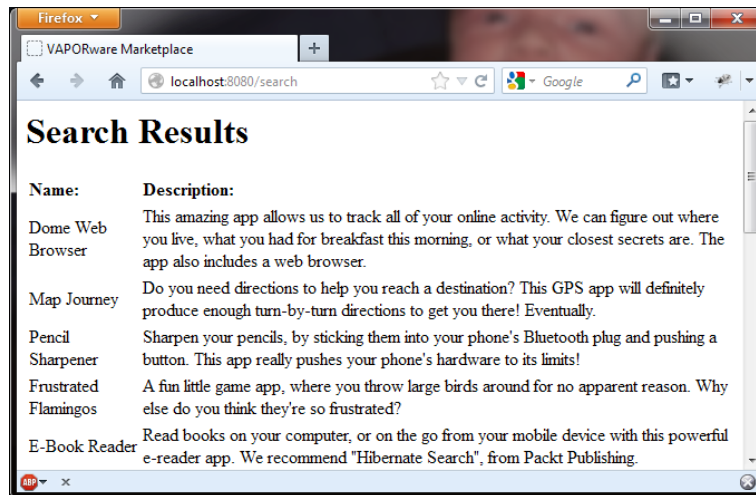 Firefox
VAPORware Marketplace
localhost:8080/search
Google
Search Results
Name: Description:
Dome Web Browser
This amazing app allows us to track all of your online activity. We can figure out where
you live, what you had for breakfast this morning, or what your closest secrets are. The
app also includes a web browser.
Map Journey
Do you need directions to help you reach a destination? This GPS app will definitely
produce enough turn-by-turn directions to get you there! Eventually.
Pencil
Sharpener
Sharpen your pencils, by sticking them into your phone's Bluetooth plug and pushing a
button. This app really pushes your phone's hardware to its limits!
Frustrated
Flamingos
A fun little game app, where you throw large birds around for no apparent reason. Why
else do you think they're so frustrated?
E-Book Reader
Read books on your computer, or on the go from your mobile device with this powerful
e-reader app. We recommend "Hibernate Search", from Packt Publishing.
ABP